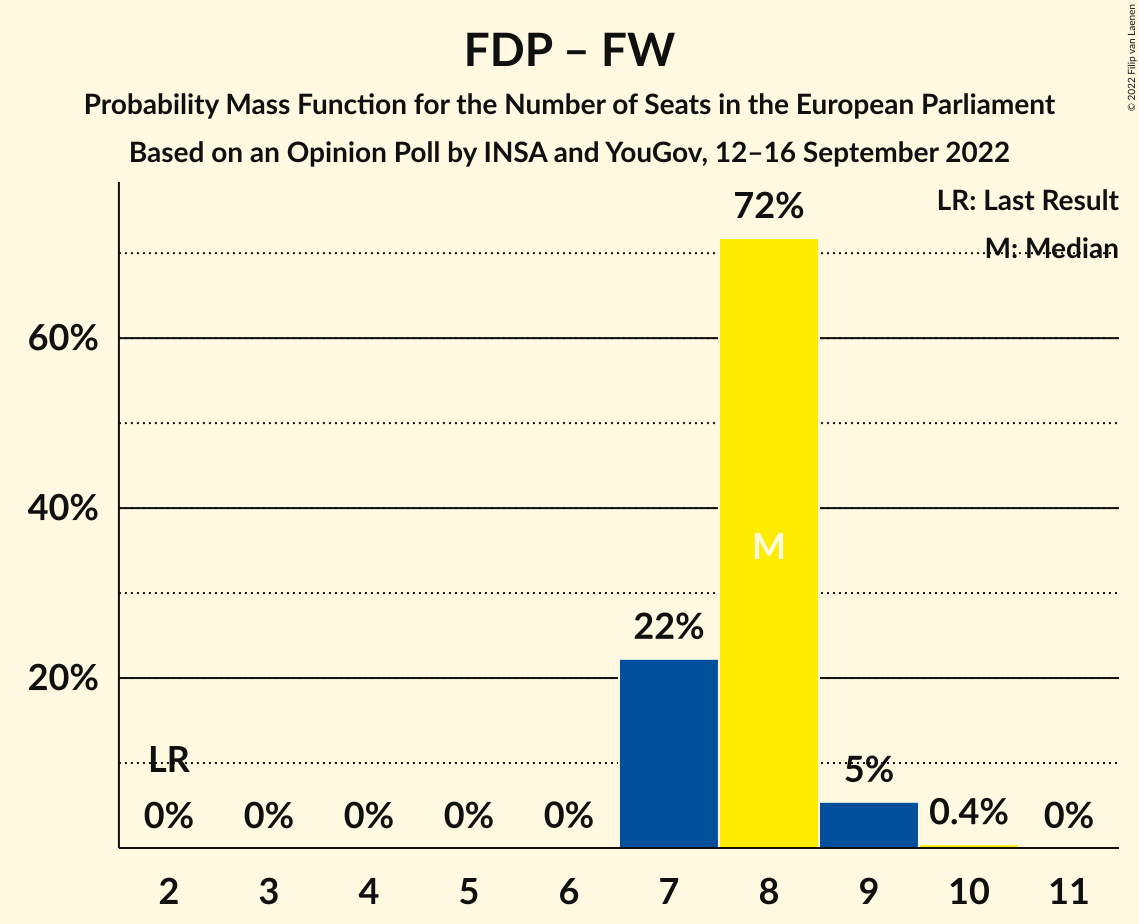 FDP – FW
Probability Mass Function for the Number of Seats in the European Parliament
Based on an Opinion Poll by INSA and YouGov, 12–16 September 2022
© 2022 Filip van Laenen
LR: Last Result
M: Median
72%
60%
40%
20%
M
22%
LR
5%
0%
0%
0%
0%
0%
0.4%
0%
2
3
4
5
6
7
8
9
10
11